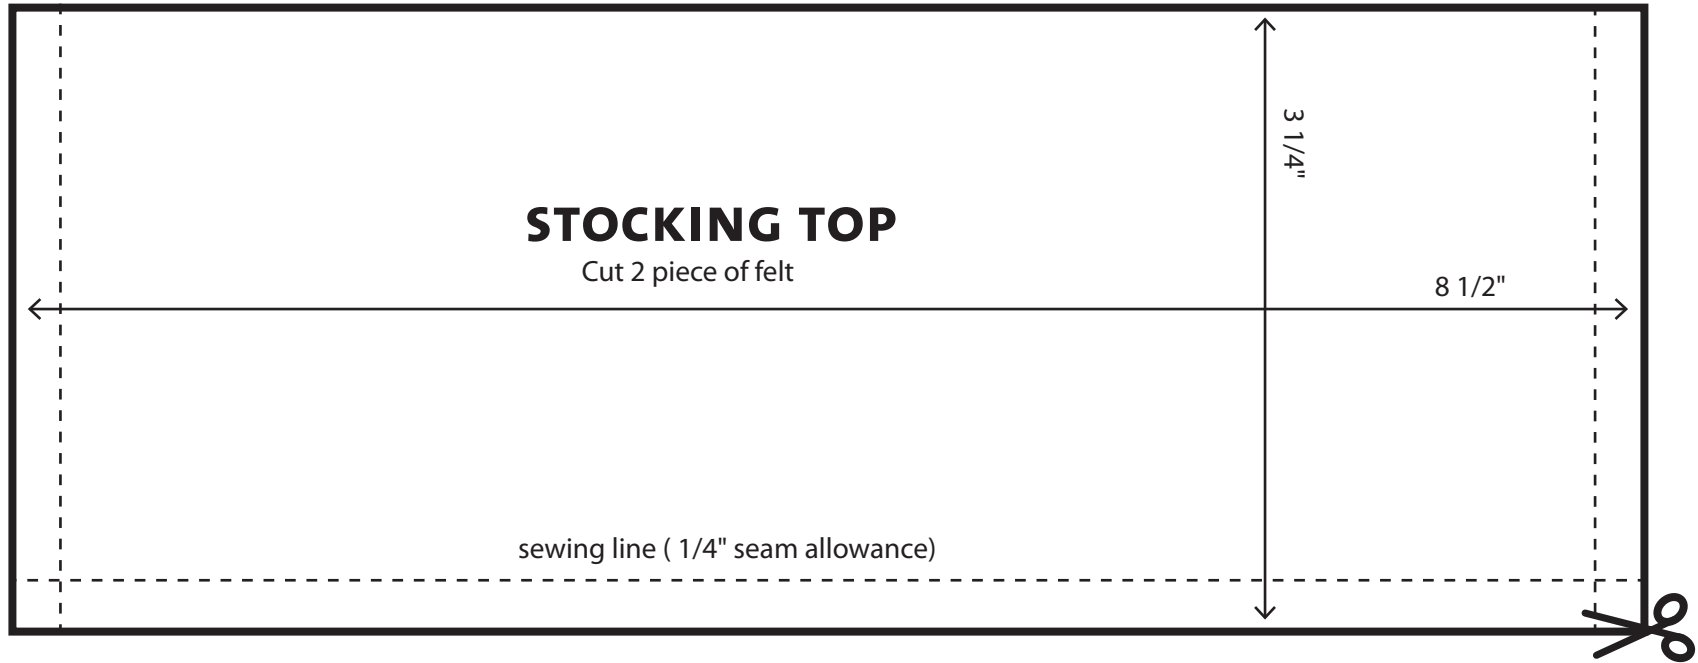 3 1/4"
STOCKING TOP
Cut 2 piece of felt
8 1/2"
sewing line ( 1/4" seam allowance)